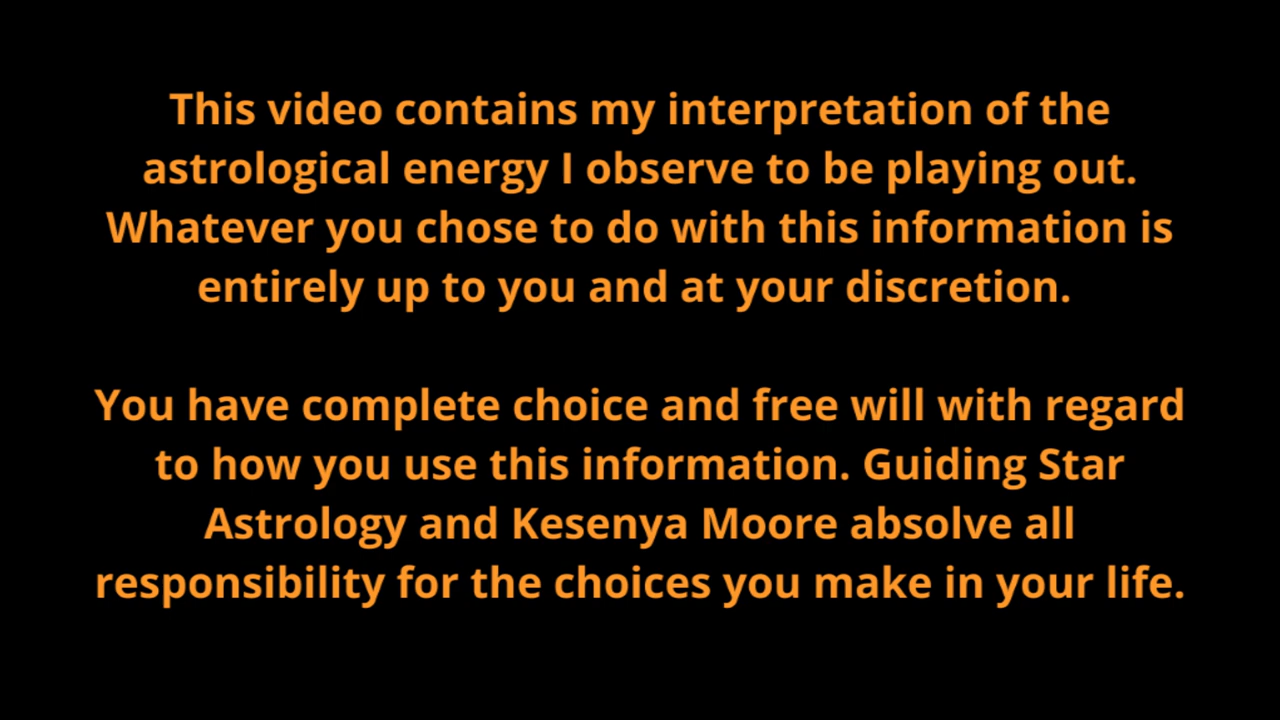 This video contains my interpretation of the
astrological energy I observe to be playing out.
Whatever you chose to do with this information is
entirely up to you and at your discretion.
You have complete choice and free will with regard
to how you use this information. Guiding Star
Astrology and Kesenya Moore absolve all
responsibility for the choices you make in your life.